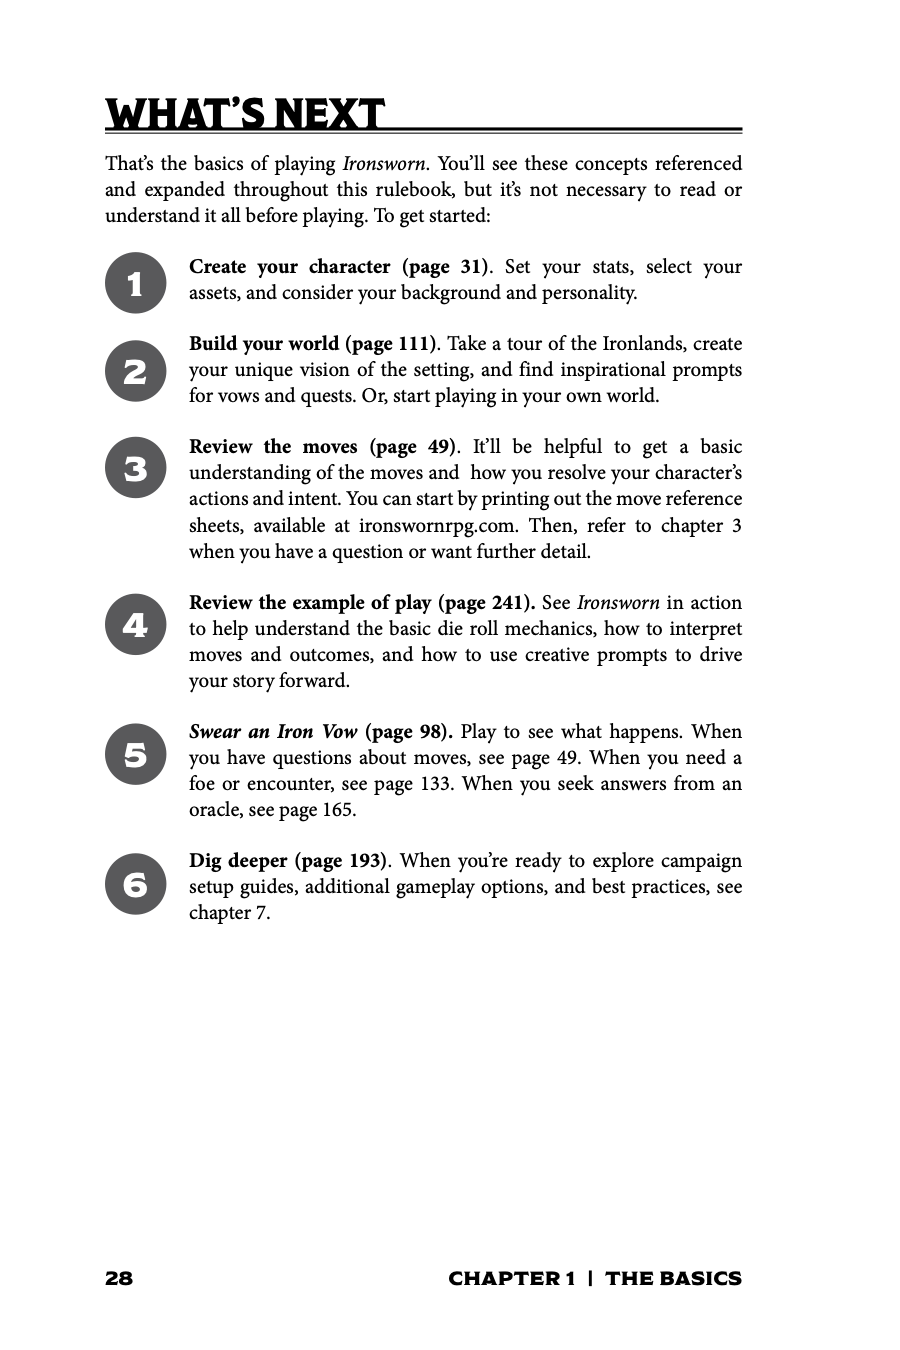 WHAT'S NEXT
That's the basics of playing Ironsworn. You'll see these concepts referenced
and expanded throughout this rulebook, but it's not necessary to read or
understand it all before playing. To get started:
1
Create your character (page 31). Set your stats, select your
assets, and consider your background and personality.
2
Build your world (page 111). Take a tour of the Ironlands, create
your unique vision of the setting, and find inspirational prompts
for vows and quests. Or, start playing in your own world.
3
Review the moves (page 49). It'll be helpful to get a basic
understanding of the moves and  how you resolve your character's
actions and intent. You can start by printing out the move reference
sheets, available at ironswornrpg.com. Then, refer to chapter 3
when you have a question or want further detail.
4
Review the example of play (page 241). See Ironsworn in action
to help understand the basic die roll mechanics, how to interpret
moves and outcomes, and how to use creative prompts to drive
your story forward.
5
Swear an Iron Vow (page 98). Play to see what happens. When
you have questions about moves, see page 49. When you need a
foe or encounter, see page 133. When you seek answers from an
oracle, see page 165.
6
Dig deeper (page 193). When you're ready to explore campaign
setup guides, additional gameplay options, and best practices, see
chapter 7.
28
CHAPTER 1 | THE BASICS